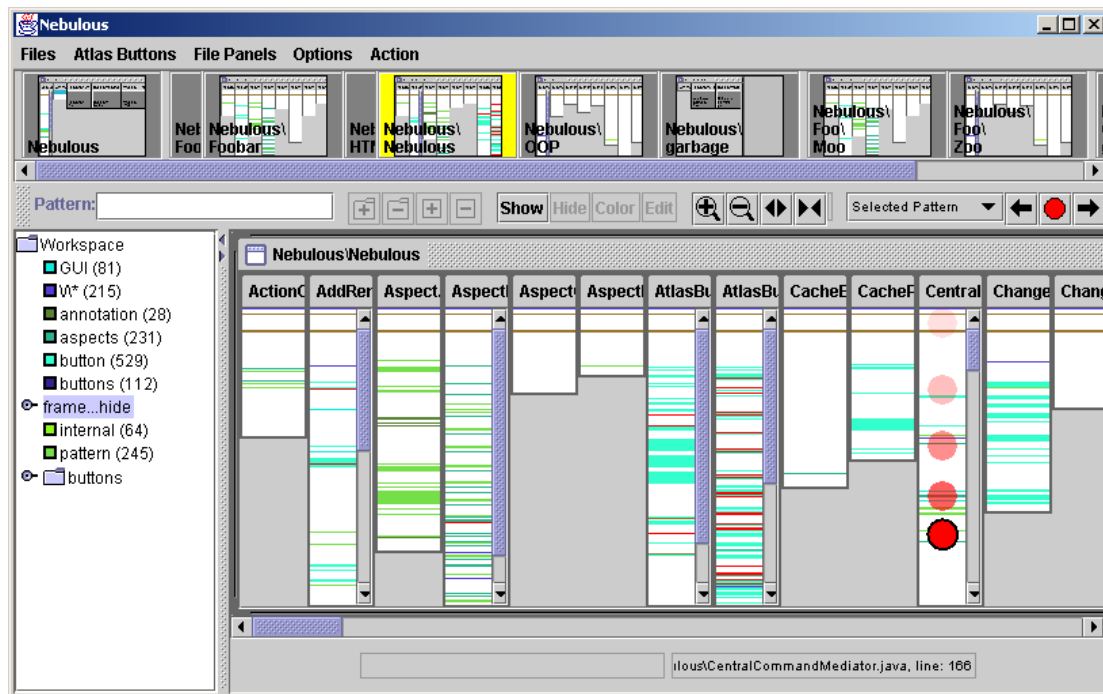 Nebulous
Files Atlas Buttons File Panels Options Action
Nebulous
Foo
Nebulous\
Foobar
Nebulous\
Nebulous
Nebulous\
OOP
Nebulous\
garbage
Nebulous\
Foo\
Moo
Nebulous\
Foo\
Zoo
Pattern:
Show Hide Color Edit
Selected Pattern
Workspace
GUI (81)
\/\* (215)
annotation (28)
aspects (231)
button (529)
buttons (112)
frame...hide
internal (64)
pattern (245)
buttons
Nebulous\Nebulous
ActionC AddRer Aspect. Aspect Aspect Aspect AtlasBu AtlasBu CacheE CacheF Central Change Chang
ılous\CentralCommandMediator.java, line: 166